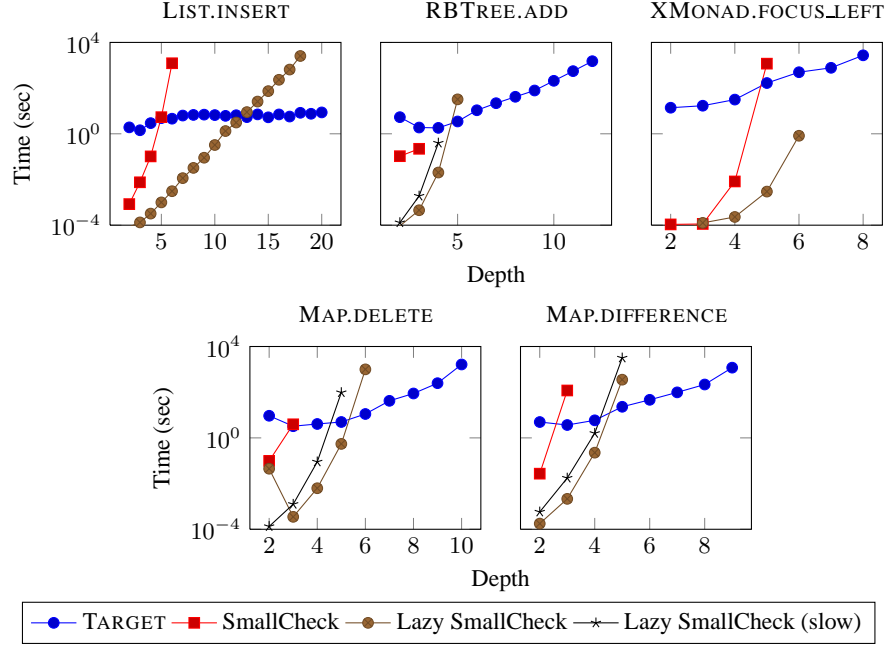 LIST.INSERT RBTREE.ADD XMONAD.FOCUS_LEFT
10^4
10^0
10^−4
Time (sec)
5 10 15 20
5 10
2 4 6 8
Depth
MAP.DELETE MAP.DIFFERENCE
10^4
10^0
10^−4
Time (sec)
2 4 6 8 10
2 4 6 8
Depth
TARGET SmallCheck Lazy SmallCheck Lazy SmallCheck (slow)